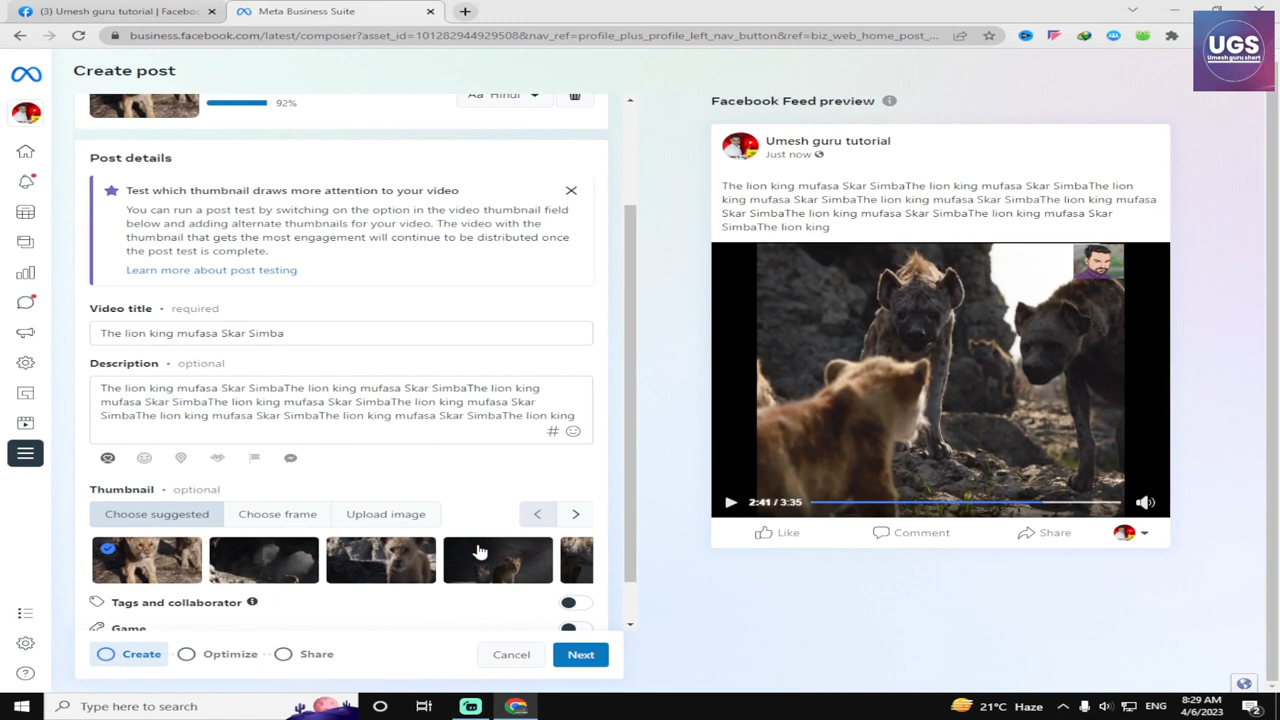 (3) Umesh guru tutorial | Faceboo
Meta Business Suite
business.facebook.com/latest/composer?asset_id=101282944929508&nav_ref=profile_plus_profile_left_nav_button&ref=biz_web_home_post_...
UGS
Umesh guru short
Create post
92%
Aa Hindi
Post details
Test which thumbnail draws more attention to your video
You can run a post test by switching on the option in the video thumbnail field
below and adding alternate thumbnails for your video. The video with the
thumbnail that gets the most engagement will continue to be distributed once
the post test is complete.
Learn more about post testing
Video title • required
The lion king mufasa Skar Simba
Description • optional
The lion king mufasa Skar SimbaThe lion king mufasa Skar SimbaThe lion king
mufasa Skar SimbaThe lion king mufasa Skar SimbaThe lion king mufasa Skar
SimbaThe lion king mufasa Skar SimbaThe lion king mufasa Skar SimbaThe lion king
#
Thumbnail • optional
Choose suggested
Choose frame
Upload image
Tags and collaborator
Game
Create
Optimize
Share
Cancel
Next
Facebook Feed preview
Umesh guru tutorial
Just now
The lion king mufasa Skar SimbaThe lion king mufasa Skar SimbaThe lion
king mufasa Skar SimbaThe lion king mufasa Skar SimbaThe lion king mufasa
Skar SimbaThe lion king mufasa Skar SimbaThe lion king mufasa Skar
SimbaThe lion king
2:41 / 3:35
Like
Comment
Share
Type here to search
21°C Haze
ENG
8:29 AM
4/6/2023
2